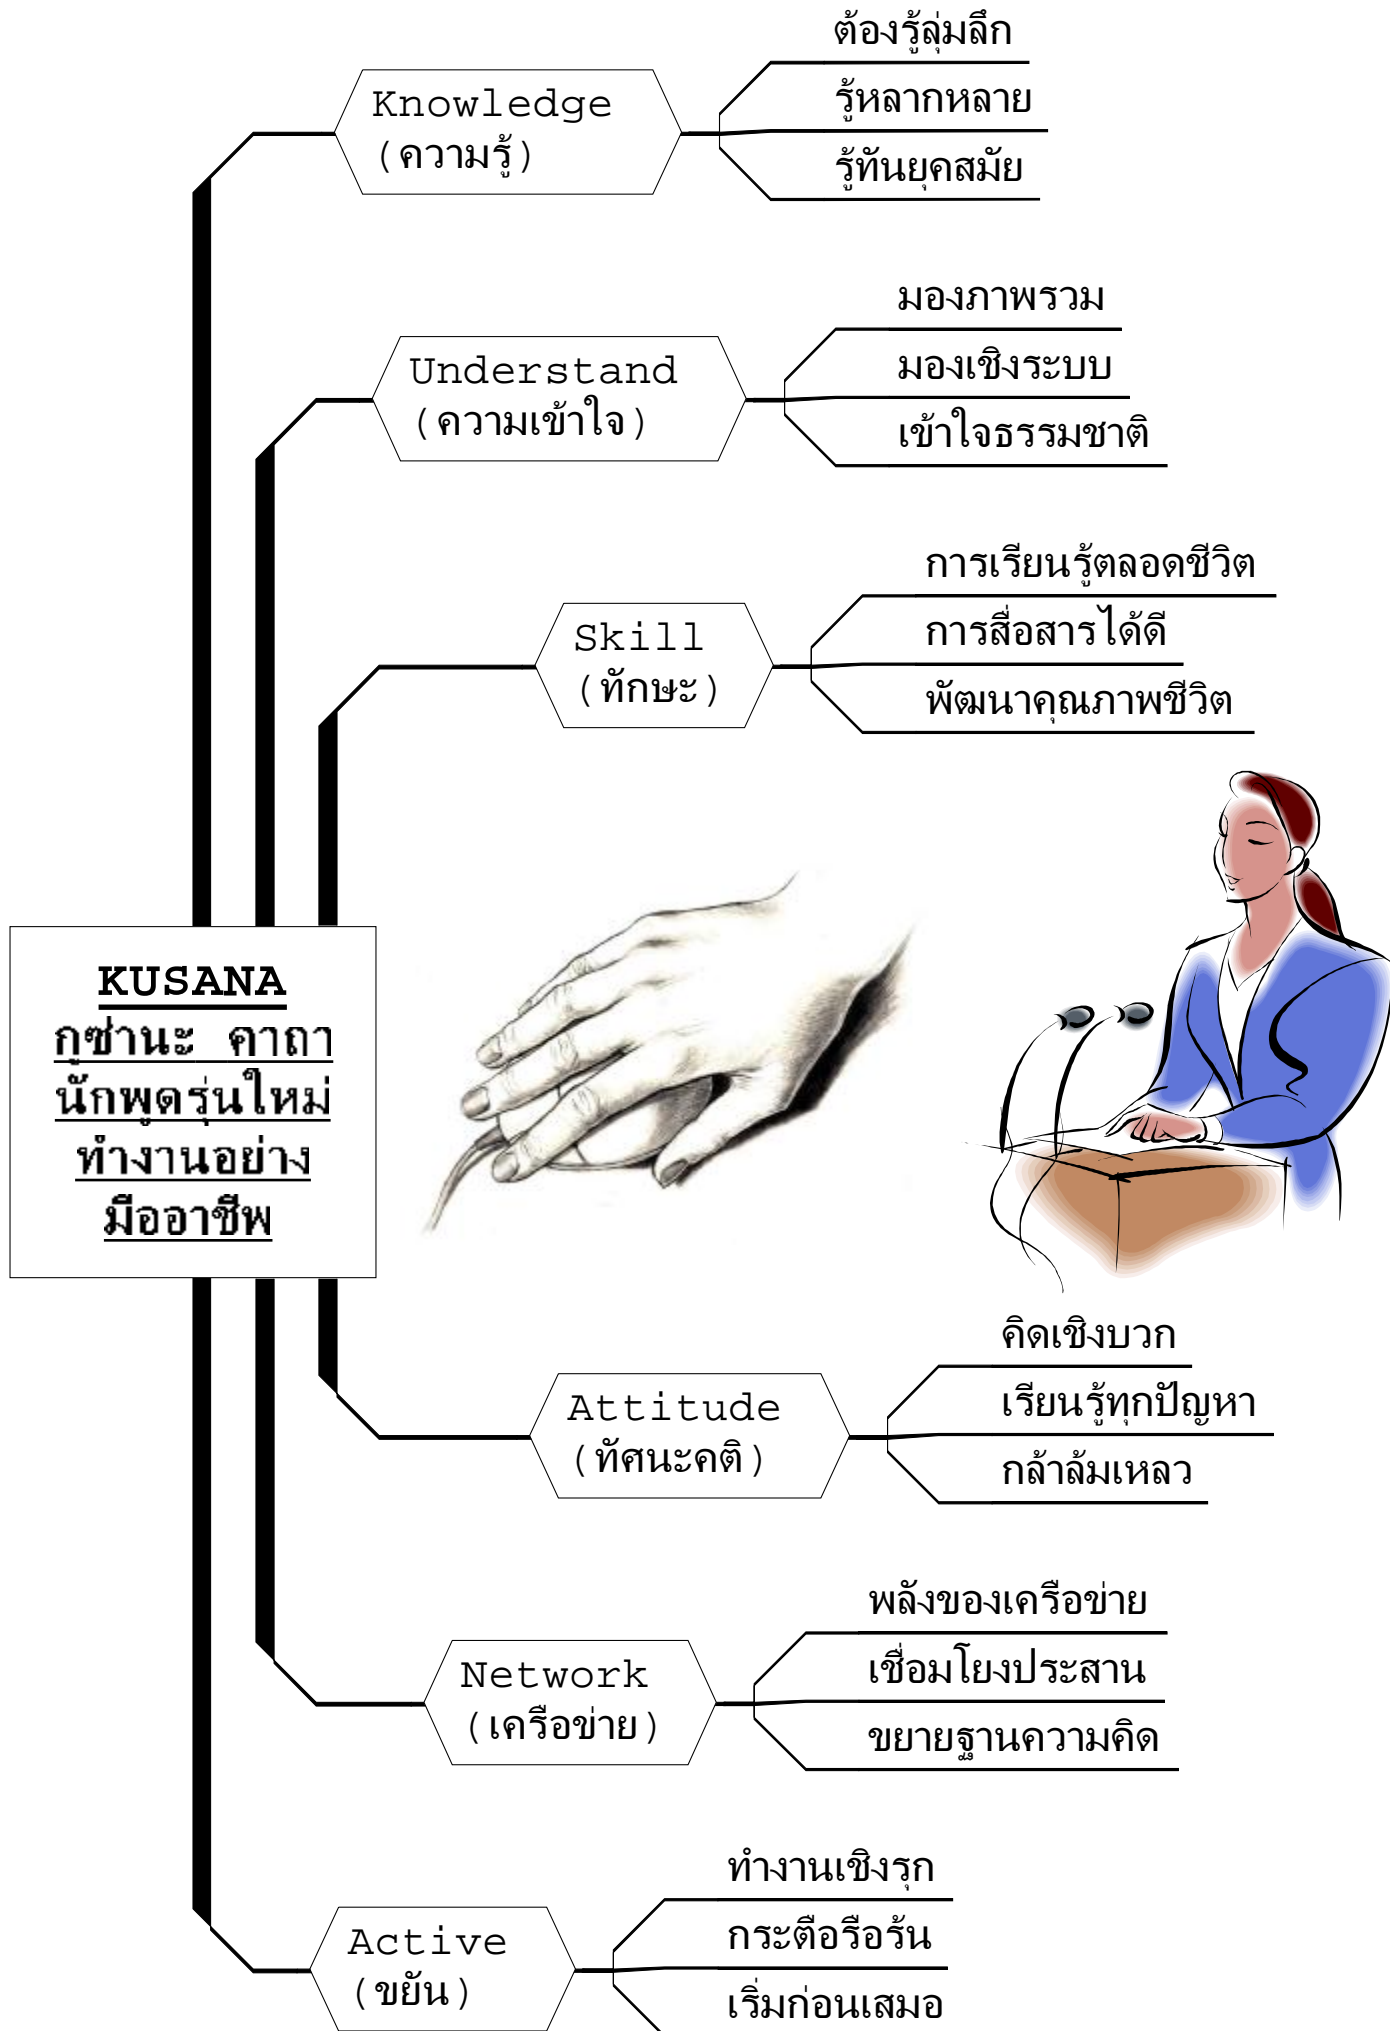 ต้องรู้ลุ่มลึก
Knowledge
(ความรู้)
รู้หลากหลาย
รู้ทันยุคสมัย
มองภาพรวม
Understand
(ความเข้าใจ)
มองเชิงระบบ
เข้าใจธรรมชาติ
การเรียนรู้ตลอดชีวิต
Skill
(ทักษะ)
การสื่อสารได้ดี
พัฒนาคุณภาพชีวิต
KUSANA
กูซ่านะ คาถา
นักพูดรุ่นใหม่
ทำงานอย่าง
มืออาชีพ
คิดเชิงบวก
Attitude
(ทัศนะคติ)
เรียนรู้ทุกปัญหา
กล้าล้มเหลว
พลังของเครือข่าย
Network
(เครือข่าย)
เชื่อมโยงประสาน
ขยายฐานความคิด
ทำงานเชิงรุก
Active
(ขยัน)
กระตือรือร้น
เริ่มก่อนเสมอ